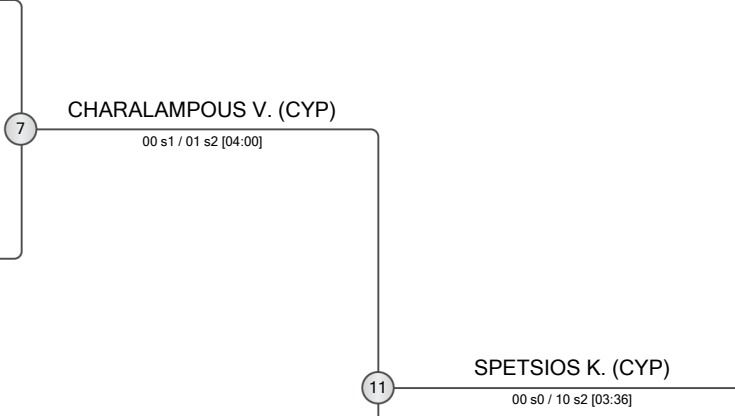 CHARALAMPOUS V. (CYP)
7
00 s1 / 01 s2 [04:00]
SPETSIOS K. (CYP)
11
00 s0 / 10 s2 [03:36]